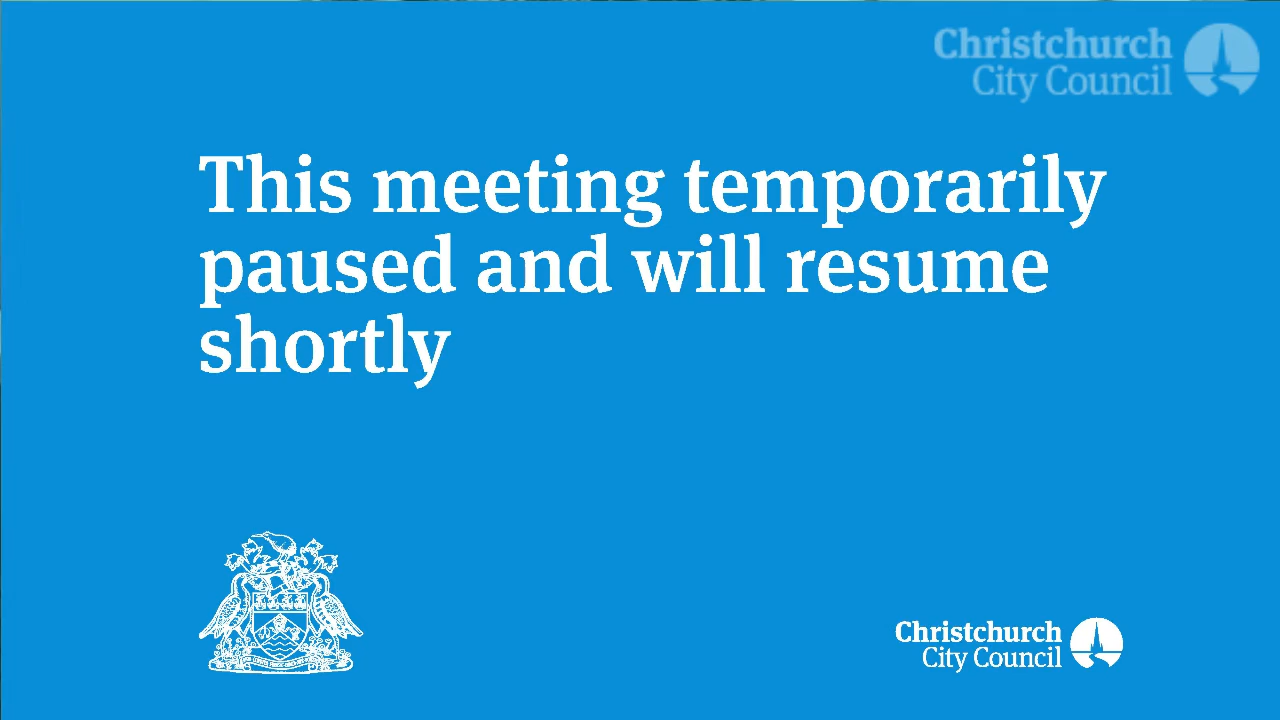 Christchurch
City Council
This meeting temporarily
paused and will resume
shortly
Christchurch
City Council